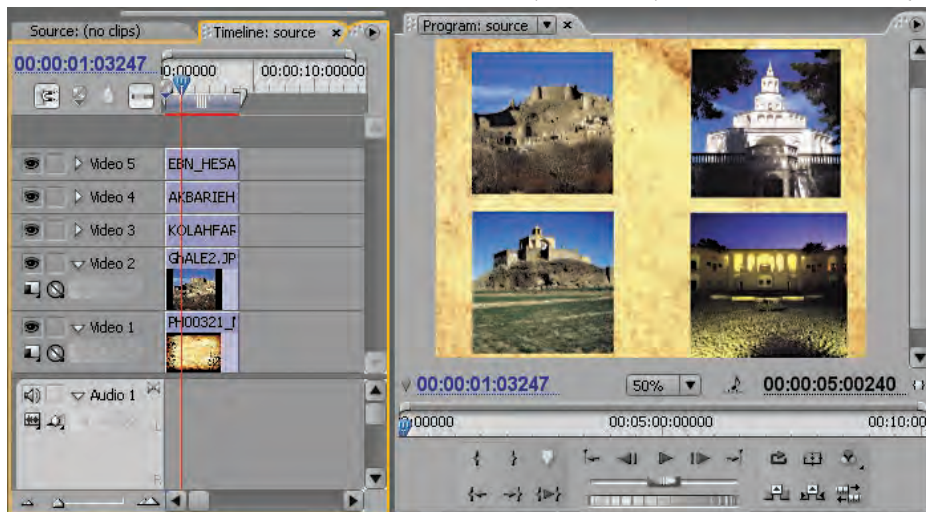 Source: (no clips)
Timeline: source
00:00:01:03247
0:00000
00:00:10:00000
Video 5
EBN_HESA
Video 4
AKBARIEH
Video 3
KOLAHFAR
Video 2
GhALE2.JP
Video 1
PH00321_
Audio 1
Program: source
00:00:01:03247
50%
00:00:05:00240
0:00000
00:05:00:00000
00:10:00